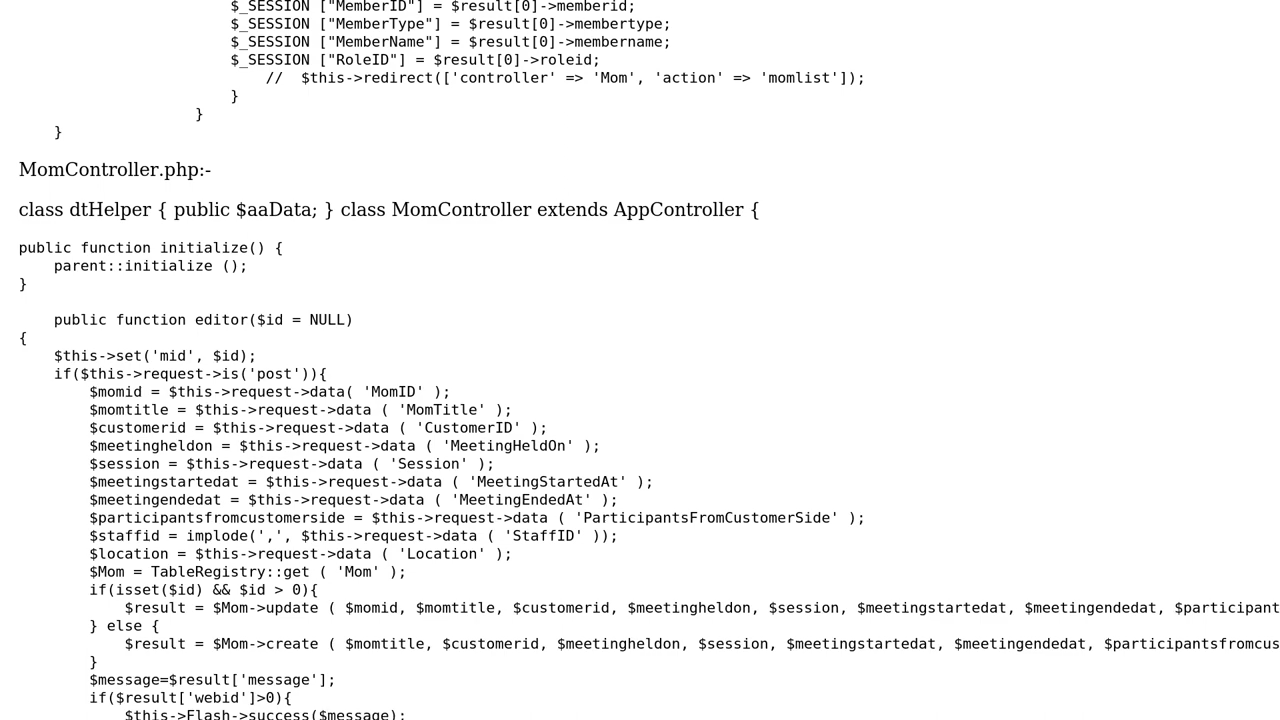 $_SESSION ["MemberID"] = $result[0]->memberid;
$_SESSION ["MemberType"] = $result[0]->membertype;
$_SESSION ["MemberName"] = $result[0]->membername;
$_SESSION ["RoleID"] = $result[0]->roleid;
//  $this->redirect(['controller' => 'Mom', 'action' => 'momlist']);
}
}
}
MomController.php:-
class dtHelper { public $aaData; } class MomController extends AppController {
public function initialize() {
parent::initialize ();
}
public function editor($id = NULL)
{
$this->set('mid', $id);
if($this->request->is('post')){
$momid = $this->request->data( 'MomID' );
$momtitle = $this->request->data ( 'MomTitle' );
$customerid = $this->request->data ( 'CustomerID' );
$meetingheldon = $this->request->data ( 'MeetingHeldOn' );
$session = $this->request->data ( 'Session' );
$meetingstartedat = $this->request->data ( 'MeetingStartedAt' );
$meetingendedat = $this->request->data ( 'MeetingEndedAt' );
$participantsfromcustomerside = $this->request->data ( 'ParticipantsFromCustomerSide' );
$staffid = implode(',', $this->request->data ( 'StaffID' ));
$location = $this->request->data ( 'Location' );
$Mom = TableRegistry::get ( 'Mom' );
if(isset($id) && $id > 0){
$result = $Mom->update ( $momid, $momtitle, $customerid, $meetingheldon, $session, $meetingstartedat, $meetingendedat, $participant
} else {
$result = $Mom->create ( $momtitle, $customerid, $meetingheldon, $session, $meetingstartedat, $meetingendedat, $participantsfromcus
}
$message=$result['message'];
if($result['webid']>0){
$this->Flash->success($message);